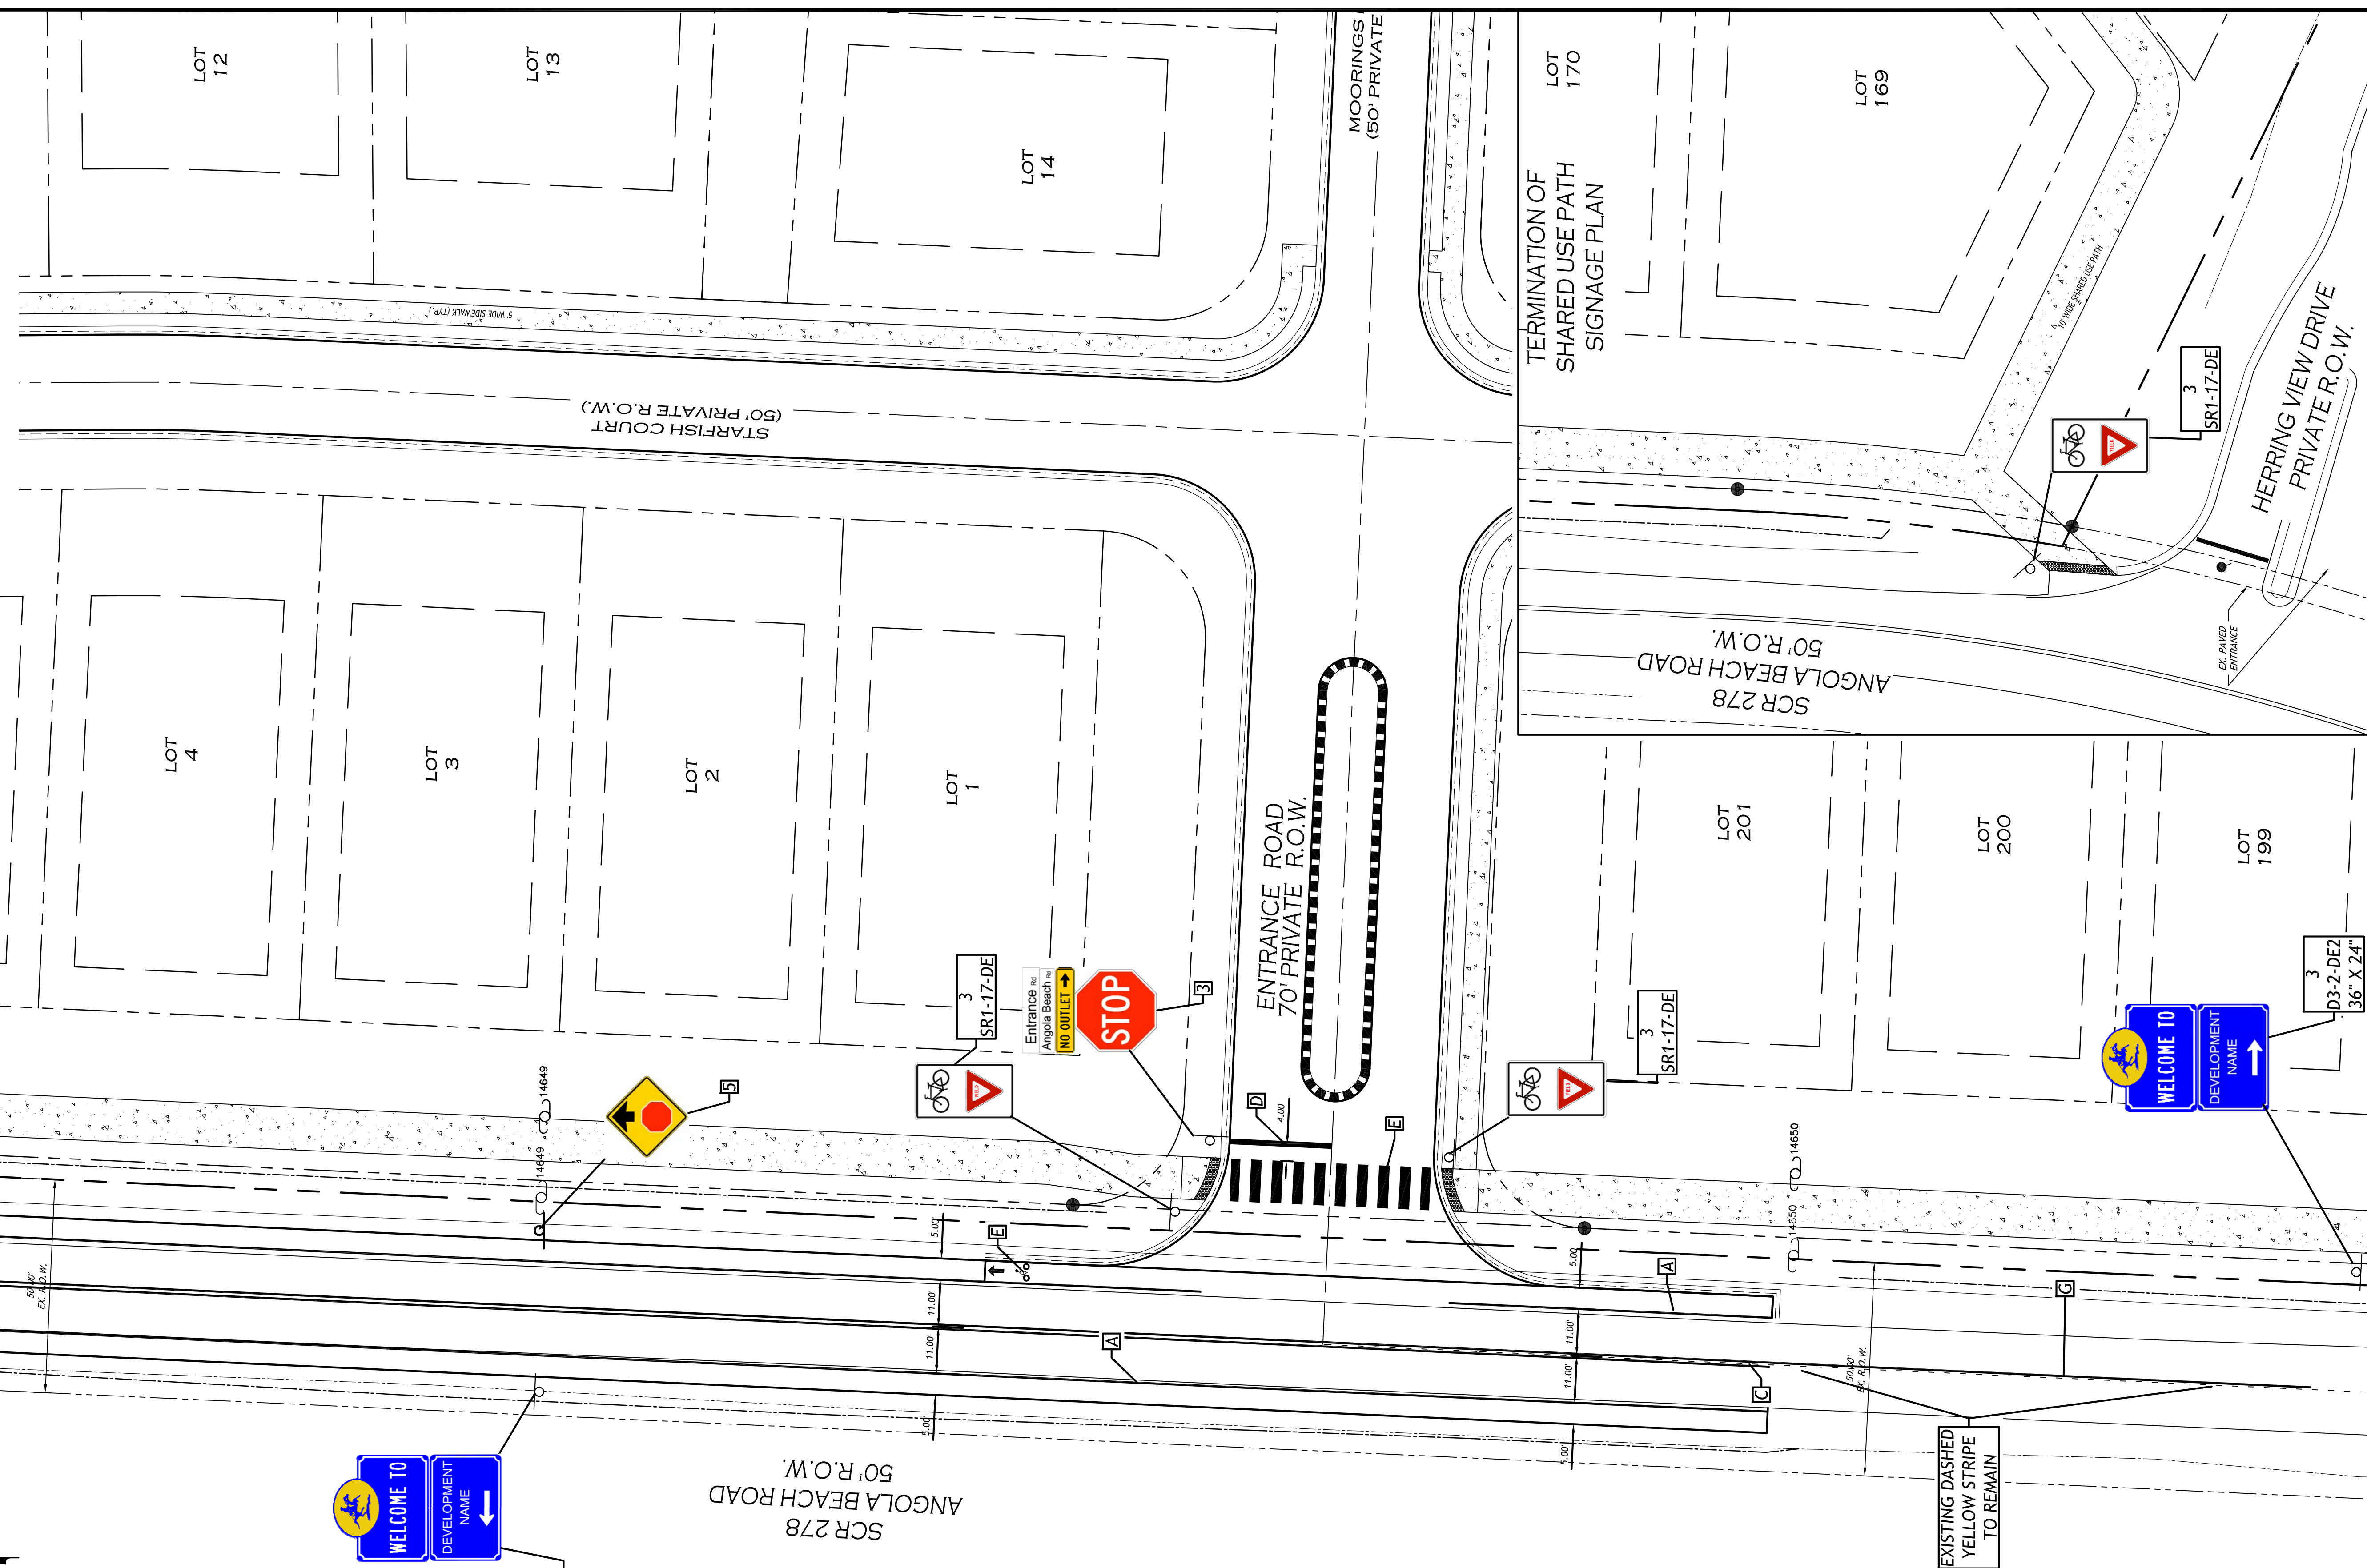 LOT
12
LOT
13
LOT
14
MOORINGS
(50' PRIVATE
5' WIDE SIDEWALK (TYP.)
STARFISH COURT
(50' PRIVATE R.O.W.)
LOT
4
LOT
3
LOT
2
LOT
1
ENTRANCE ROAD
70' PRIVATE R.O.W.
TERMINATION OF
SHARED USE PATH
SIGNAGE PLAN
LOT
170
LOT
169
10' WIDE SHARED USE PATH
YIELD
3
SR1-17-DE
HERRING VIEW DRIVE
PRIVATE R.O.W.
EX. PAVED
ENTRANCE
SCR 278
ANGOLA BEACH ROAD
50' R.O.W.
LOT
201
LOT
200
LOT
199
3
SR1-17-DE
YIELD
Entrance Rd
Angola Beach Rd
NO OUTLET
STOP
3
5
14649
14649
D
4.00'
E
E
3
SR1-17-DE
YIELD
14650
14650
WELCOME TO
DEVELOPMENT
NAME
3
D3-2-DE2
36" X 24"
50.00'
EX. R.O.W.
5.00'
11.00'
11.00'
5.00'
A
A
5.00'
11.00'
11.00'
5.00'
C
G
50.00'
EX. R.O.W.
EXISTING DASHED
YELLOW STRIPE
TO REMAIN
WELCOME TO
DEVELOPMENT
NAME
SCR 278
ANGOLA BEACH ROAD
50' R.O.W.